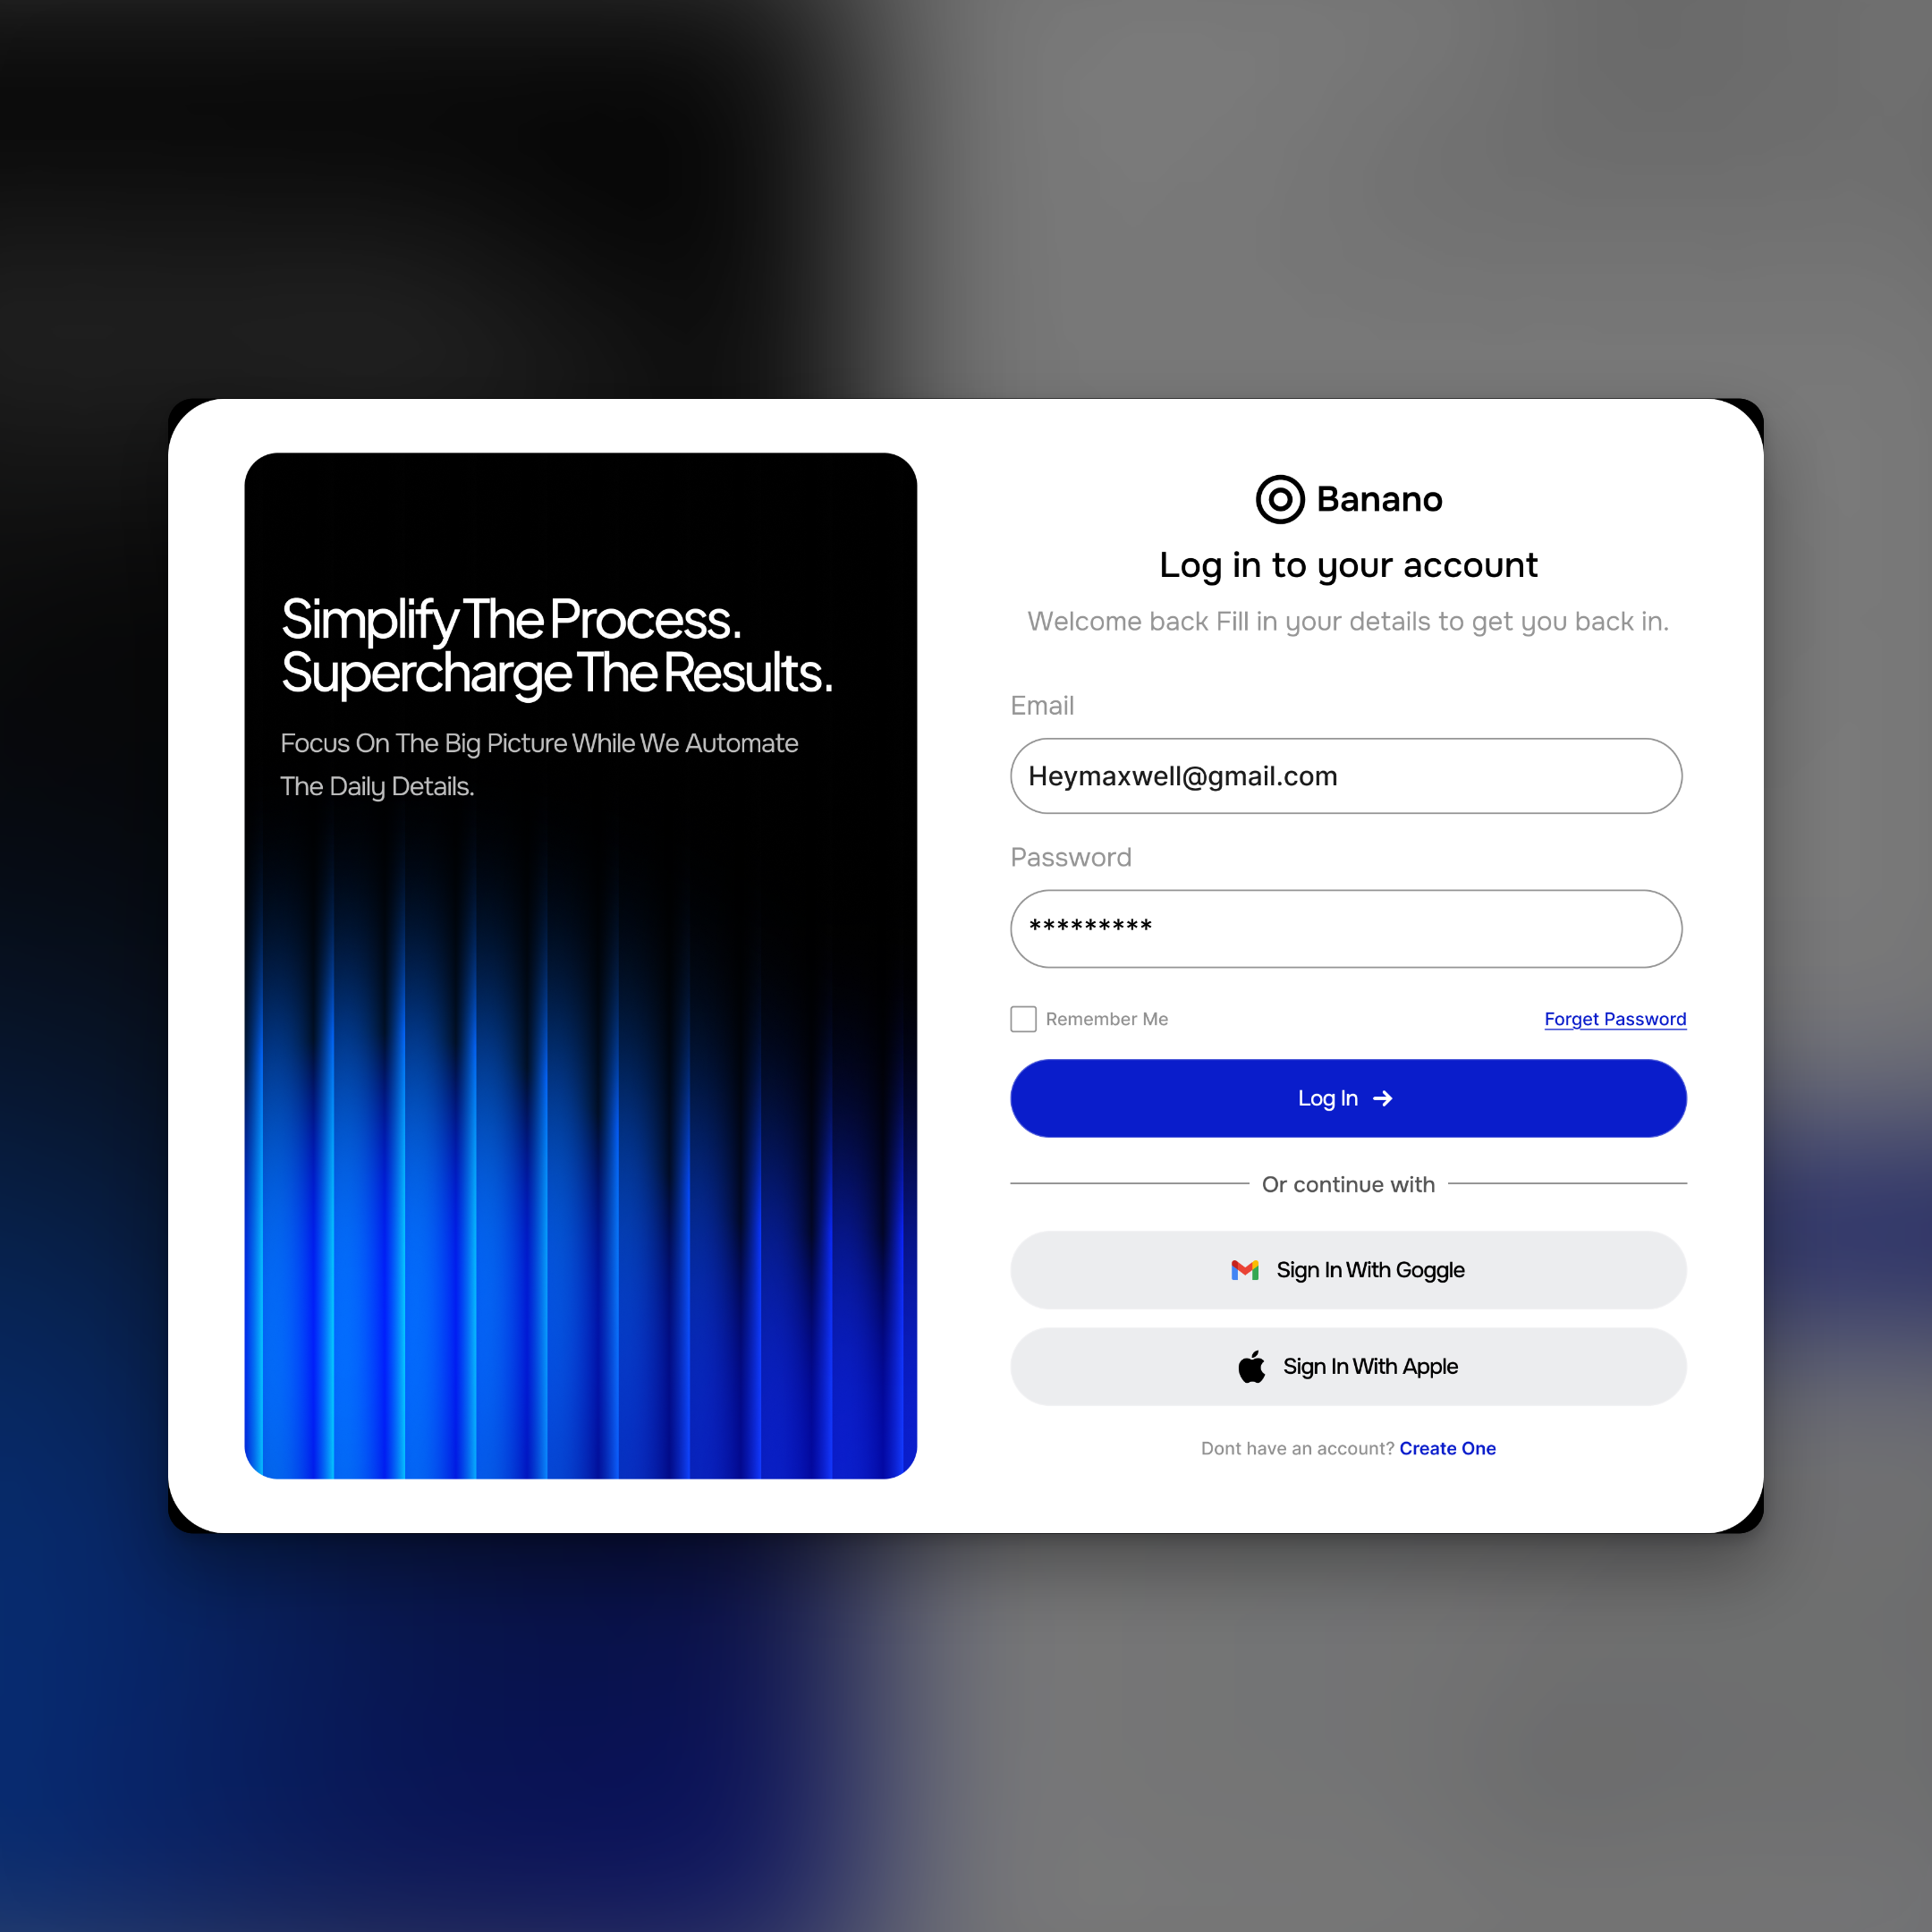 Simplify The Process.
Supercharge The Results.
Focus On The Big Picture While We Automate
The Daily Details.
Banano
Log in to your account
Welcome back Fill in your details to get you back in.
Email
Heymaxwell@gmail.com
Password
*********
Remember Me
Forget Password
Log In →
Or continue with
Sign In With Goggle
Sign In With Apple
Dont have an account? Create One